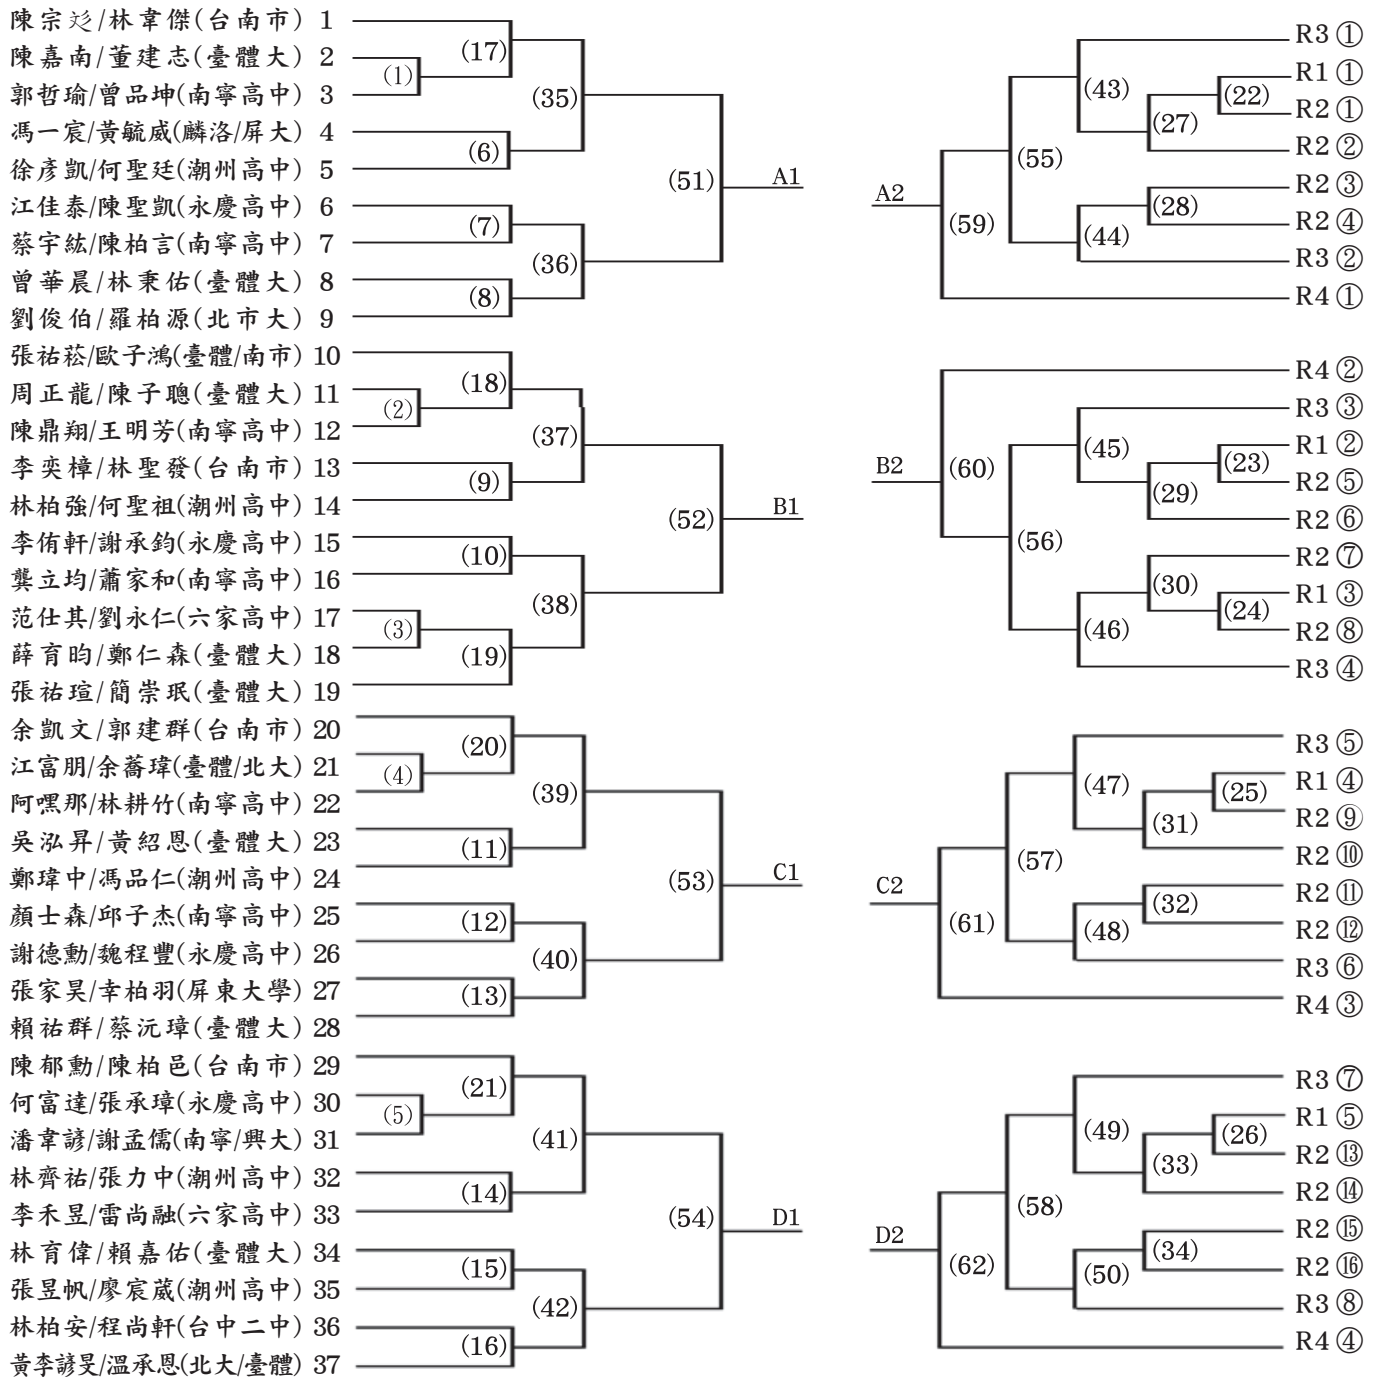 陳宗彣/林韋傑(台南市) 1
陳嘉南/董建志(臺體大) 2
郭哲瑜/曾品坤(南寧高中) 3
馮一宸/黃毓威(麟洛/屏大) 4
徐彥凱/何聖廷(潮州高中) 5
江佳泰/陳聖凱(永慶高中) 6
蔡宇紘/陳柏言(南寧高中) 7
曾華晨/林秉佑(臺體大) 8
劉俊伯/羅柏源(北市大) 9
張祐菘/歐子鴻(臺體/南市) 10
周正龍/陳子聰(臺體大) 11
陳鼎翔/王明芳(南寧高中) 12
李奕樟/林聖發(台南市) 13
林柏強/何聖祖(潮州高中) 14
李侑軒/謝承鈞(永慶高中) 15
龔立均/蕭家和(南寧高中) 16
范仕其/劉永仁(六家高中) 17
薛育昀/鄭仁森(臺體大) 18
張祐瑄/簡崇珉(臺體大) 19
余凱文/郭建群(台南市) 20
江富朋/余蕎瑋(臺體/北大) 21
阿嘿那/林耕竹(南寧高中) 22
吳泓昇/黃紹恩(臺體大) 23
鄭瑋中/馮品仁(潮州高中) 24
顏士森/邱子杰(南寧高中) 25
謝德勳/魏程豐(永慶高中) 26
張家昊/幸柏羽(屏東大學) 27
賴祐群/蔡沅璋(臺體大) 28
陳郁勳/陳柏邑(台南市) 29
何富達/張承璋(永慶高中) 30
潘韋諺/謝孟儒(南寧/興大) 31
林齊祐/張力中(潮州高中) 32
李禾昱/雷尚融(六家高中) 33
林育偉/賴嘉佑(臺體大) 34
張昱帆/廖宸葳(潮州高中) 35
林柏安/程尚軒(台中二中) 36
黃李諺旻/溫承恩(北大/臺體) 37
(1)
(2)
(3)
(4)
(5)
(17)
(6)
(7)
(8)
(18)
(9)
(10)
(19)
(20)
(11)
(12)
(13)
(21)
(14)
(15)
(16)
(35)
(36)
(37)
(38)
(39)
(40)
(41)
(42)
(51)
(52)
(53)
(54)
A1
B1
C1
D1
A2
B2
C2
D2
(59)
(60)
(61)
(62)
(55)
(56)
(57)
(58)
(43)
(44)
(45)
(46)
(47)
(48)
(49)
(50)
(27)
(28)
(29)
(30)
(31)
(32)
(33)
(34)
(22)
(23)
(24)
(25)
(26)
R3 ①
R1 ①
R2 ①
R2 ②
R2 ③
R2 ④
R3 ②
R4 ①
R4 ②
R3 ③
R1 ②
R2 ⑤
R2 ⑥
R2 ⑦
R1 ③
R2 ⑧
R3 ④
R3 ⑤
R1 ④
R2 ⑨
R2 ⑩
R2 ⑪
R2 ⑫
R3 ⑥
R4 ③
R3 ⑦
R1 ⑤
R2 ⑬
R2 ⑭
R2 ⑮
R2 ⑯
R3 ⑧
R4 ④